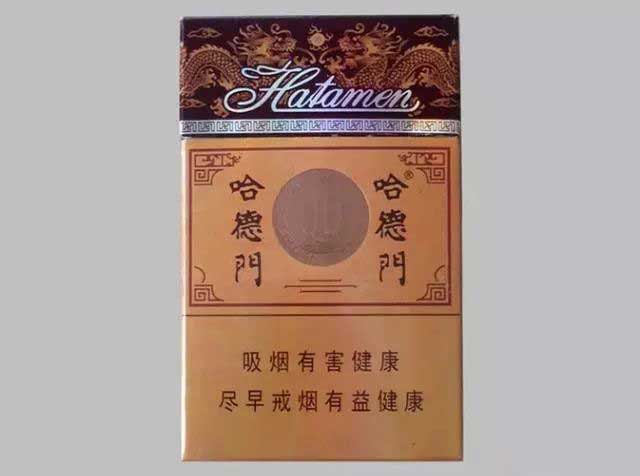 Hatamen
哈德門
哈德門®
吸烟有害健康
尽早戒烟有益健康